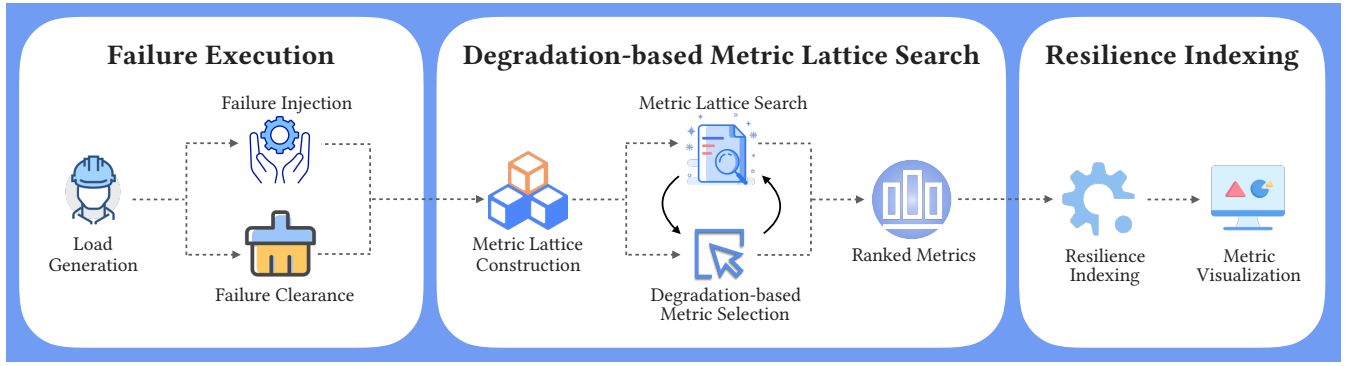 Failure Execution
Failure Injection
Load
Generation
Failure Clearance
Degradation-based Metric Lattice Search
Metric Lattice Search
Metric Lattice
Construction
Degradation-based
Metric Selection
Ranked Metrics
Resilience Indexing
Resilience
Indexing
Metric
Visualization